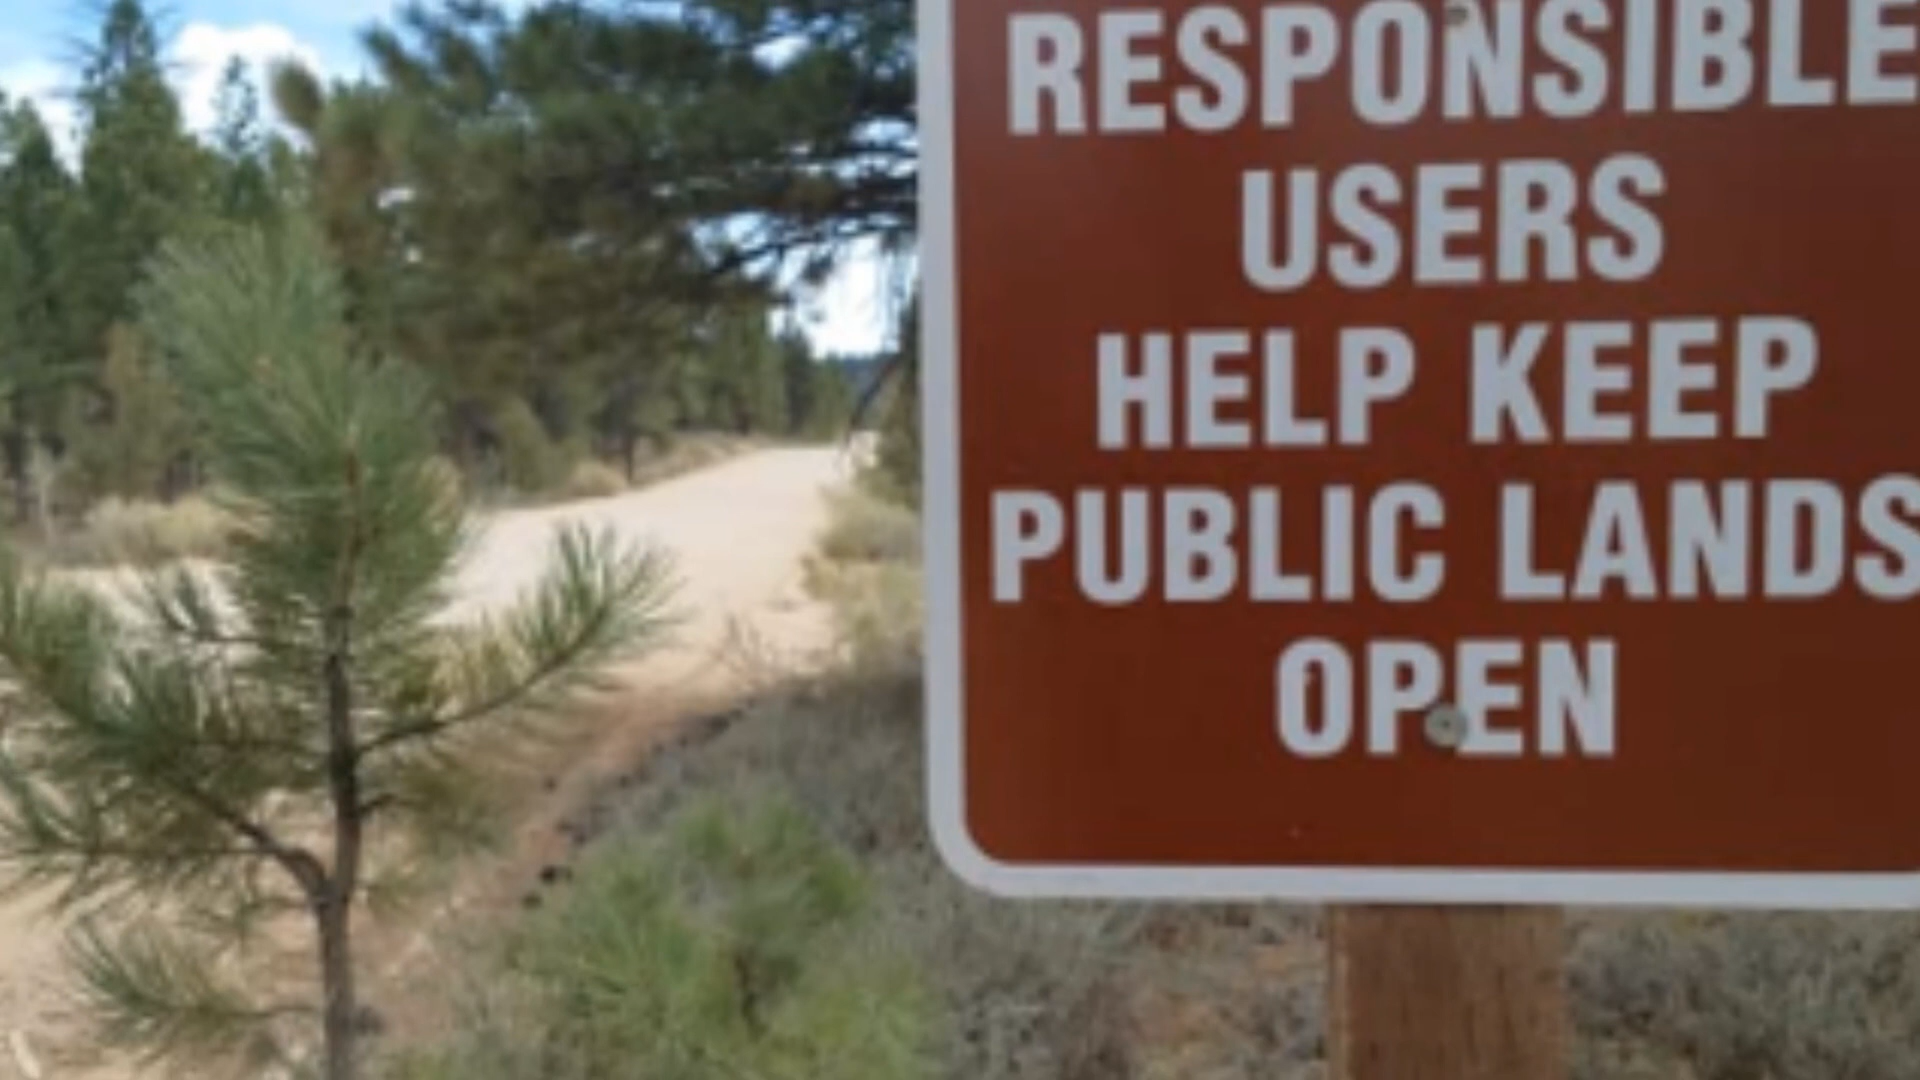 RESPONSIBLE
USERS
HELP KEEP
PUBLIC LANDS
OPEN